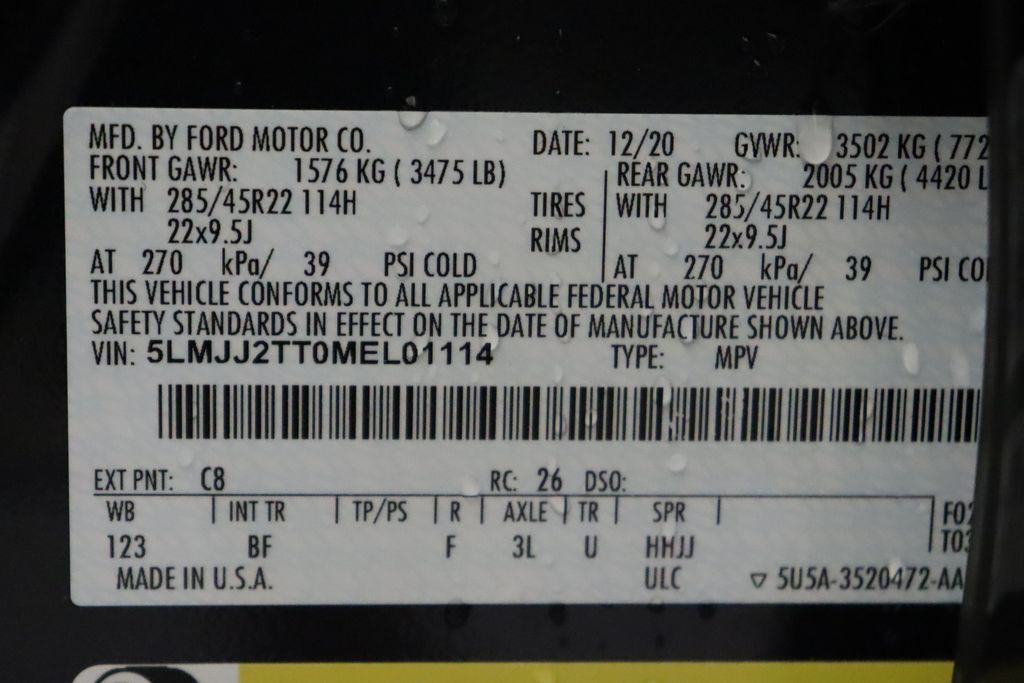 MFD. BY FORD MOTOR CO. DATE: 12/20 GVWR: 3502 KG ( 772
FRONT GAWR: 1576 KG ( 3475 LB) REAR GAWR: 2005 KG ( 4420 L
WITH 285/45R22 114H TIRES WITH 285/45R22 114H
22x9.5J RIMS 22x9.5J
AT 270 kPa/ 39 PSI COLD AT 270 kPa/ 39 PSI CO
THIS VEHICLE CONFORMS TO ALL APPLICABLE FEDERAL MOTOR VEHICLE
SAFETY STANDARDS IN EFFECT ON THE DATE OF MANUFACTURE SHOWN ABOVE.
VIN: 5LMJJ2TT0MEL01114 TYPE: MPV
EXT PNT: C8 RC: 26 DSO:
WB INT TR TP/PS R AXLE TR SPR F02
123 BF F 3L U HHJJ T03
MADE IN U.S.A. ULC ▽ 5U5A-3520472-AA